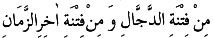 مِنْ فِتْنَةِ الدَّجَّالِ وَ مِنْ فِتْنَةِ اٰخِرِ الزَّمَانِ